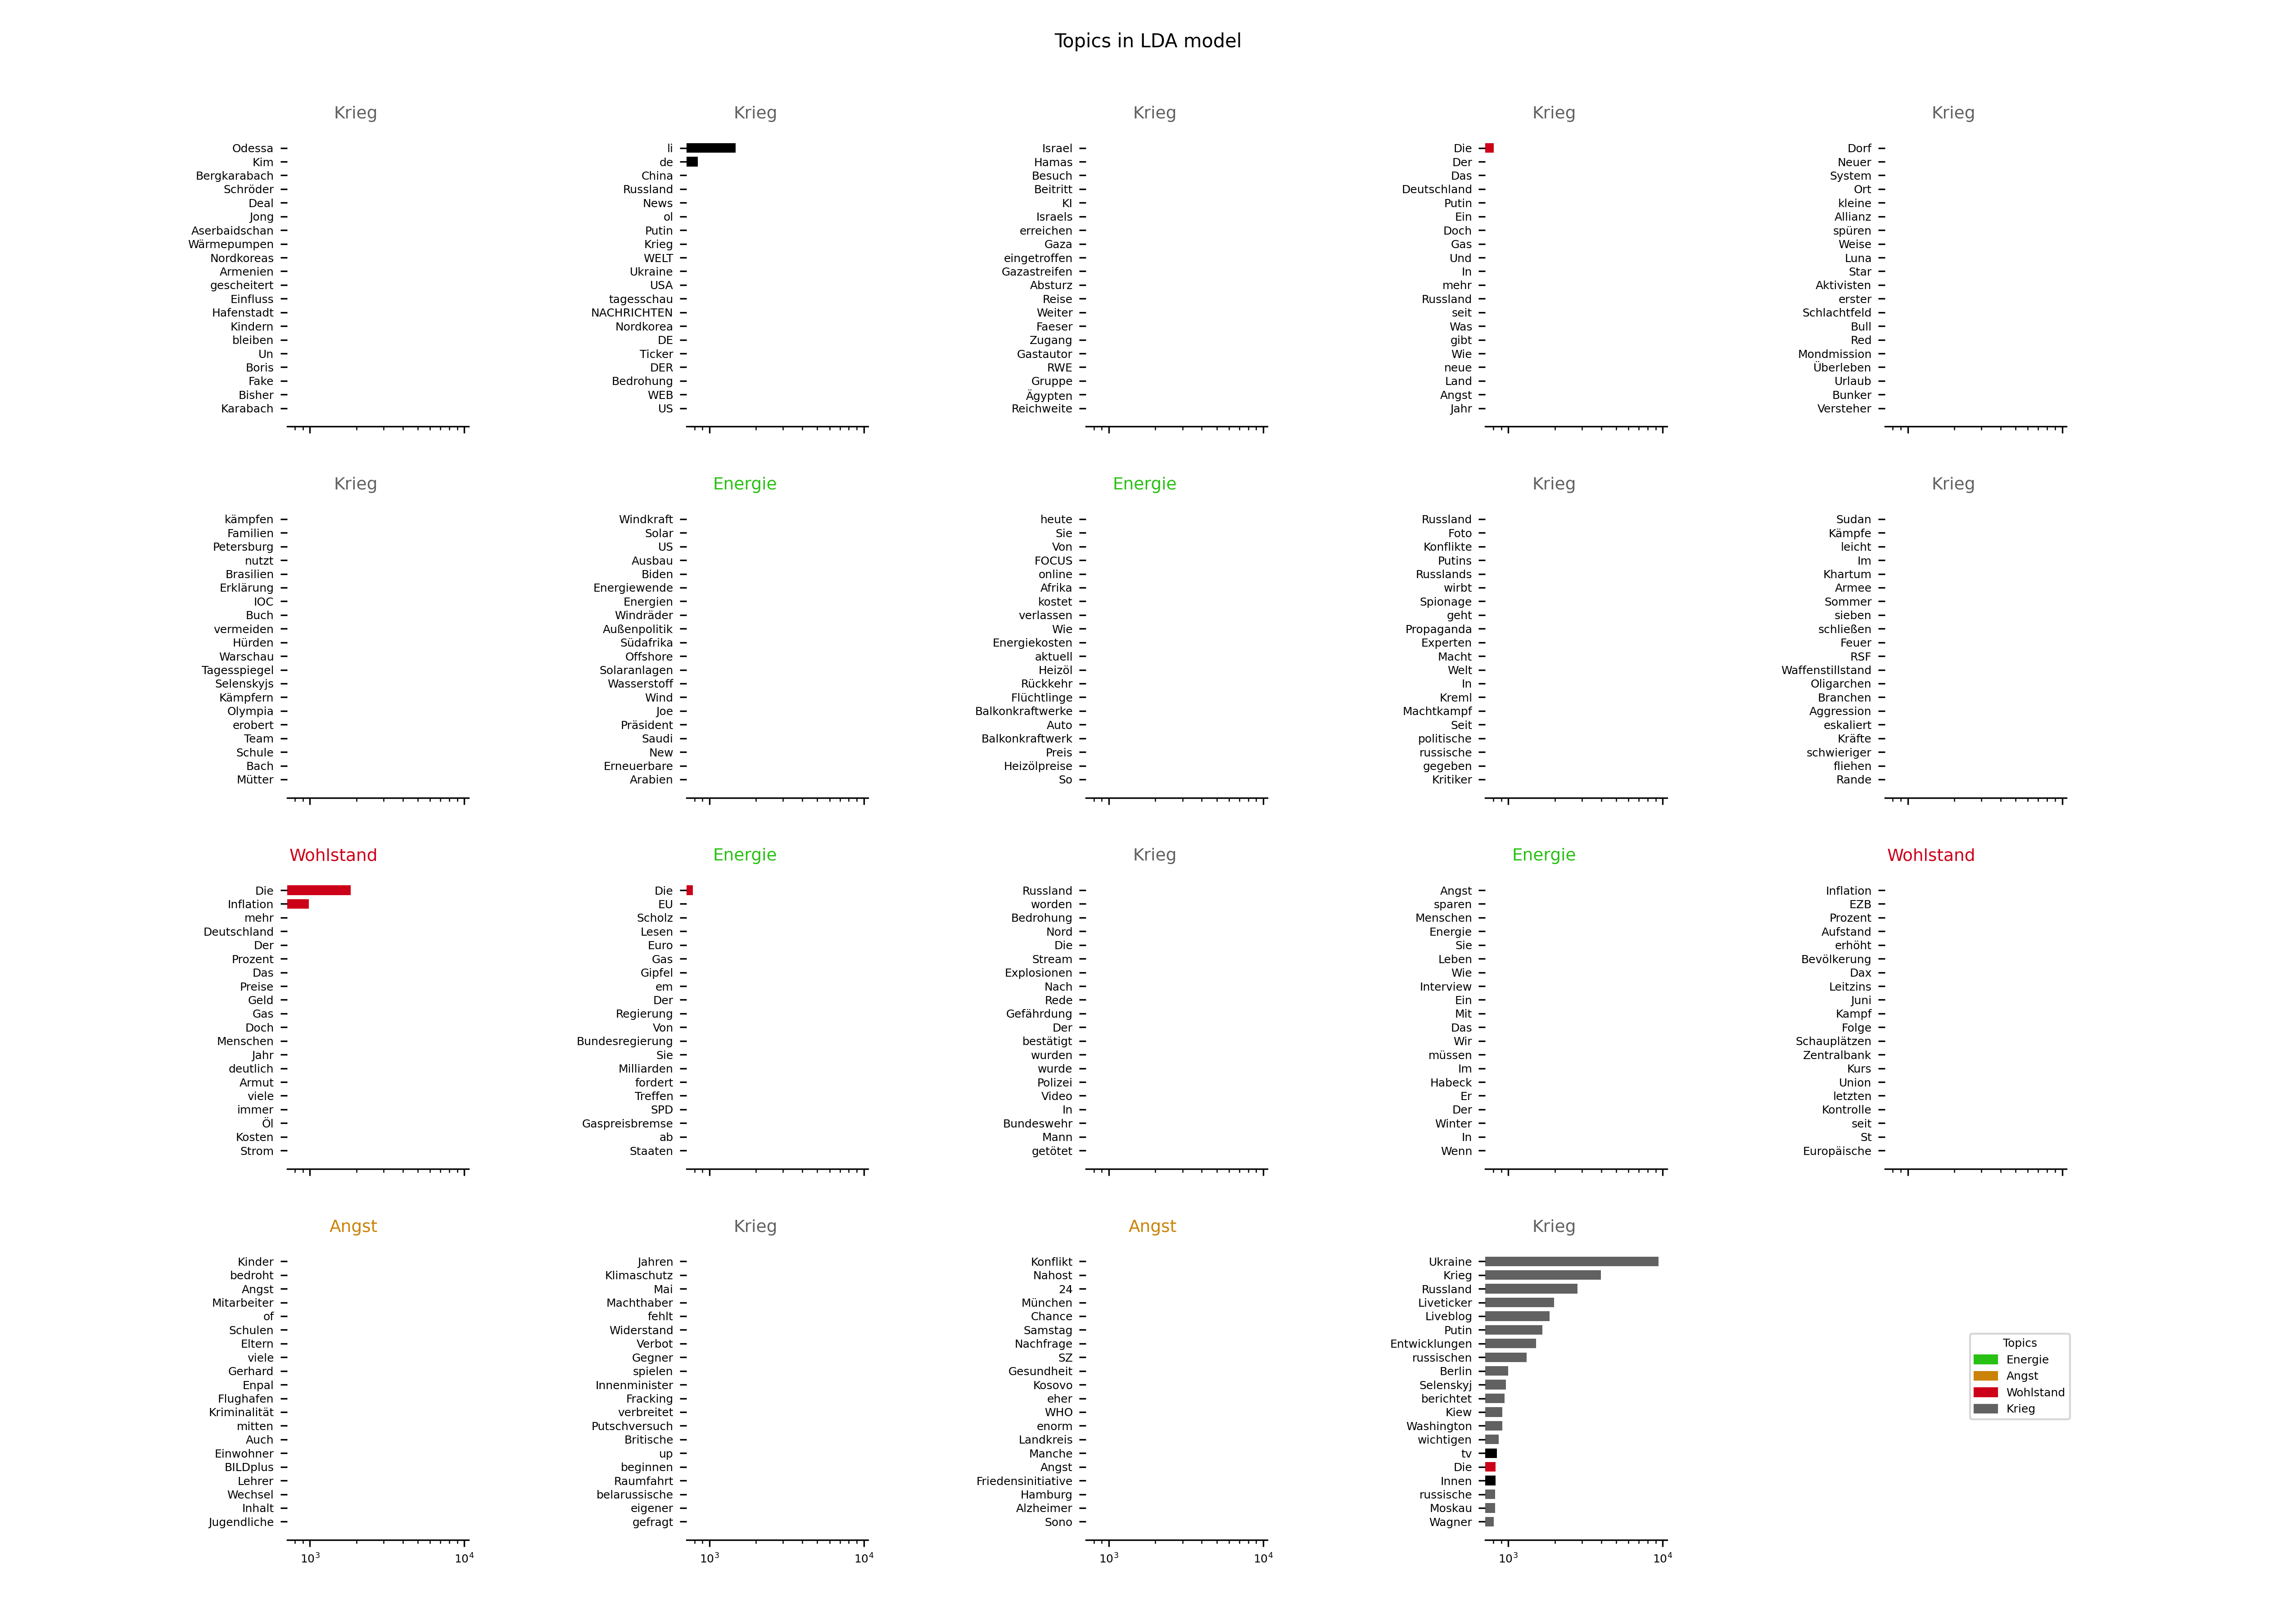 Topics in LDA model
Krieg
Odessa
Kim
Bergkarabach
Schröder
Deal
Jong
Aserbaidschan
Wärmepumpen
Nordkoreas
Armenien
gescheitert
Einfluss
Hafenstadt
Kindern
bleiben
Un
Boris
Fake
Bisher
Karabach
Krieg
li
de
China
Russland
News
ol
Putin
Krieg
WELT
Ukraine
USA
tagesschau
NACHRICHTEN
Nordkorea
DE
Ticker
DER
Bedrohung
WEB
US
Krieg
Israel
Hamas
Besuch
Beitritt
KI
Israels
erreichen
Gaza
eingetroffen
Gazastreifen
Absturz
Reise
Weiter
Faeser
Zugang
Gastautor
RWE
Gruppe
Ägypten
Reichweite
Krieg
Die
Der
Das
Deutschland
Putin
Ein
Doch
Gas
Und
In
mehr
Russland
seit
Was
gibt
Wie
neue
Land
Angst
Jahr
Krieg
Dorf
Neuer
System
Ort
kleine
Allianz
spüren
Weise
Luna
Star
Aktivisten
erster
Schlachtfeld
Bull
Red
Mondmission
Überleben
Urlaub
Bunker
Versteher
Krieg
kämpfen
Familien
Petersburg
nutzt
Brasilien
Erklärung
IOC
Buch
vermeiden
Hürden
Warschau
Tagesspiegel
Selenskyjs
Kämpfern
Olympia
erobert
Team
Schule
Bach
Mütter
Energie
Windkraft
Solar
US
Ausbau
Biden
Energiewende
Energien
Windräder
Außenpolitik
Südafrika
Offshore
Solaranlagen
Wasserstoff
Wind
Joe
Präsident
Saudi
New
Erneuerbare
Arabien
Energie
heute
Sie
Von
FOCUS
online
Afrika
kostet
verlassen
Wie
Energiekosten
aktuell
Heizöl
Rückkehr
Flüchtlinge
Balkonkraftwerke
Auto
Balkonkraftwerk
Preis
Heizölpreise
So
Krieg
Russland
Foto
Konflikte
Putins
Russlands
wirbt
Spionage
geht
Propaganda
Experten
Macht
Welt
In
Kreml
Machtkampf
Seit
politische
russische
gegeben
Kritiker
Krieg
Sudan
Kämpfe
leicht
Im
Khartum
Armee
Sommer
sieben
schließen
Feuer
RSF
Waffenstillstand
Oligarchen
Branchen
Aggression
eskaliert
Kräfte
schwieriger
fliehen
Rande
Wohlstand
Die
Inflation
mehr
Deutschland
Der
Prozent
Das
Preise
Geld
Gas
Doch
Menschen
Jahr
deutlich
Armut
viele
immer
Öl
Kosten
Strom
Energie
Die
EU
Scholz
Lesen
Euro
Gas
Gipfel
em
Der
Regierung
Von
Bundesregierung
Sie
Milliarden
fordert
Treffen
SPD
Gaspreisbremse
ab
Staaten
Krieg
Russland
worden
Bedrohung
Nord
Die
Stream
Explosionen
Nach
Rede
Gefährdung
Der
bestätigt
wurden
wurde
Polizei
Video
In
Bundeswehr
Mann
getötet
Energie
Angst
sparen
Menschen
Energie
Sie
Leben
Wie
Interview
Ein
Mit
Das
Wir
müssen
Im
Habeck
Er
Der
Winter
In
Wenn
Wohlstand
Inflation
EZB
Prozent
Aufstand
erhöht
Bevölkerung
Dax
Leitzins
Juni
Kampf
Folge
Schauplätzen
Zentralbank
Kurs
Union
letzten
Kontrolle
seit
St
Europäische
Angst
Kinder
bedroht
Angst
Mitarbeiter
of
Schulen
Eltern
viele
Gerhard
Enpal
Flughafen
Kriminalität
mitten
Auch
Einwohner
BILDplus
Lehrer
Wechsel
Inhalt
Jugendliche
10³ 10⁴
Krieg
Jahren
Klimaschutz
Mai
Machthaber
fehlt
Widerstand
Verbot
Gegner
spielen
Innenminister
Fracking
verbreitet
Putschversuch
Britische
up
beginnen
Raumfahrt
belarussische
eigener
gefragt
10³ 10⁴
Angst
Konflikt
Nahost
24
München
Chance
Samstag
Nachfrage
SZ
Gesundheit
Kosovo
eher
WHO
enorm
Landkreis
Manche
Angst
Friedensinitiative
Hamburg
Alzheimer
Sono
10³ 10⁴
Krieg
Ukraine
Krieg
Russland
Liveticker
Liveblog
Putin
Entwicklungen
russischen
Berlin
Selenskyj
berichtet
Kiew
Washington
wichtigen
tv
Die
Innen
russische
Moskau
Wagner
10³ 10⁴
Topics
Energie
Angst
Wohlstand
Krieg